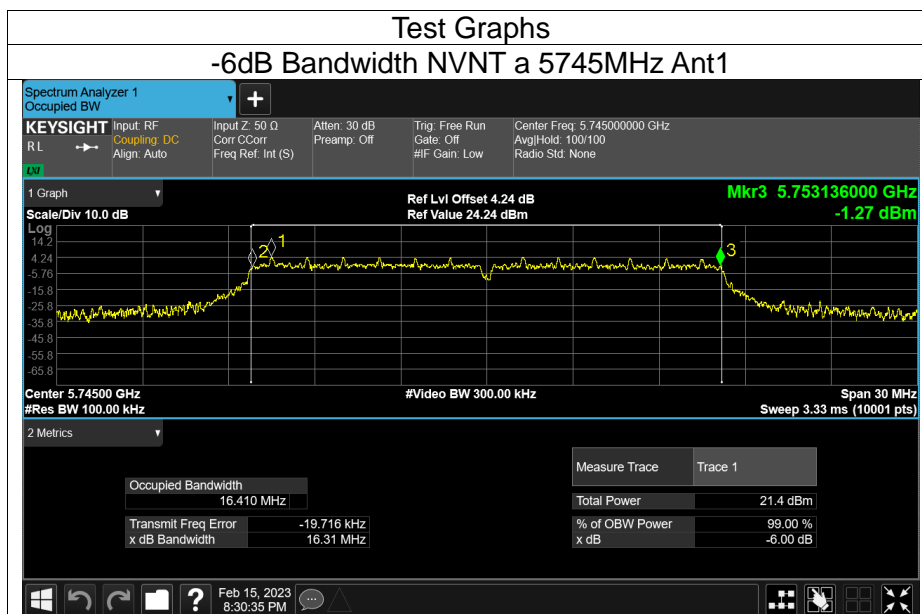 Test Graphs
-6dB Bandwidth NVNT a 5745MHz Ant1
Spectrum Analyzer 1
Occupied BW
+
KEYSIGHT Input: RF Input Z: 50 Ω Atten: 30 dB Trig: Free Run Center Freq: 5.745000000 GHz
RL Coupling: DC Corr CCorr Preamp: Off Gate: Off Avg|Hold: 100/100
Align: Auto Freq Ref: Int (S) #IF Gain: Low Radio Std: None
LXI
1 Graph Ref Lvl Offset 4.24 dB Mkr3 5.753136000 GHz
Scale/Div 10.0 dB Ref Value 24.24 dBm -1.27 dBm
Log
14.2
4.24
-5.76
-15.8
-25.8
-35.8
-45.8
-55.8
-65.8
2 1 3
Center 5.74500 GHz #Video BW 300.00 kHz Span 30 MHz
#Res BW 100.00 kHz Sweep 3.33 ms (10001 pts)
2 Metrics
Measure Trace Trace 1
Occupied Bandwidth
16.410 MHz Total Power 21.4 dBm
Transmit Freq Error -19.716 kHz % of OBW Power 99.00 %
x dB Bandwidth 16.31 MHz x dB -6.00 dB
? Feb 15, 2023
8:30:35 PM